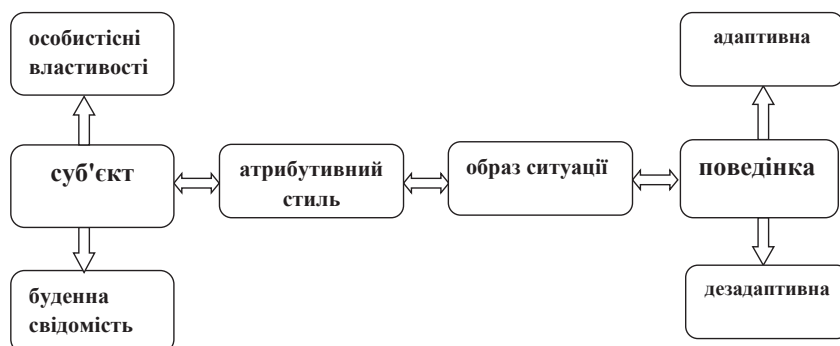 особистісні
властивості
адаптивна
суб'єкт
атрибутивний
стиль
образ ситуації
поведінка
буденна
свідомість
дезадаптивна